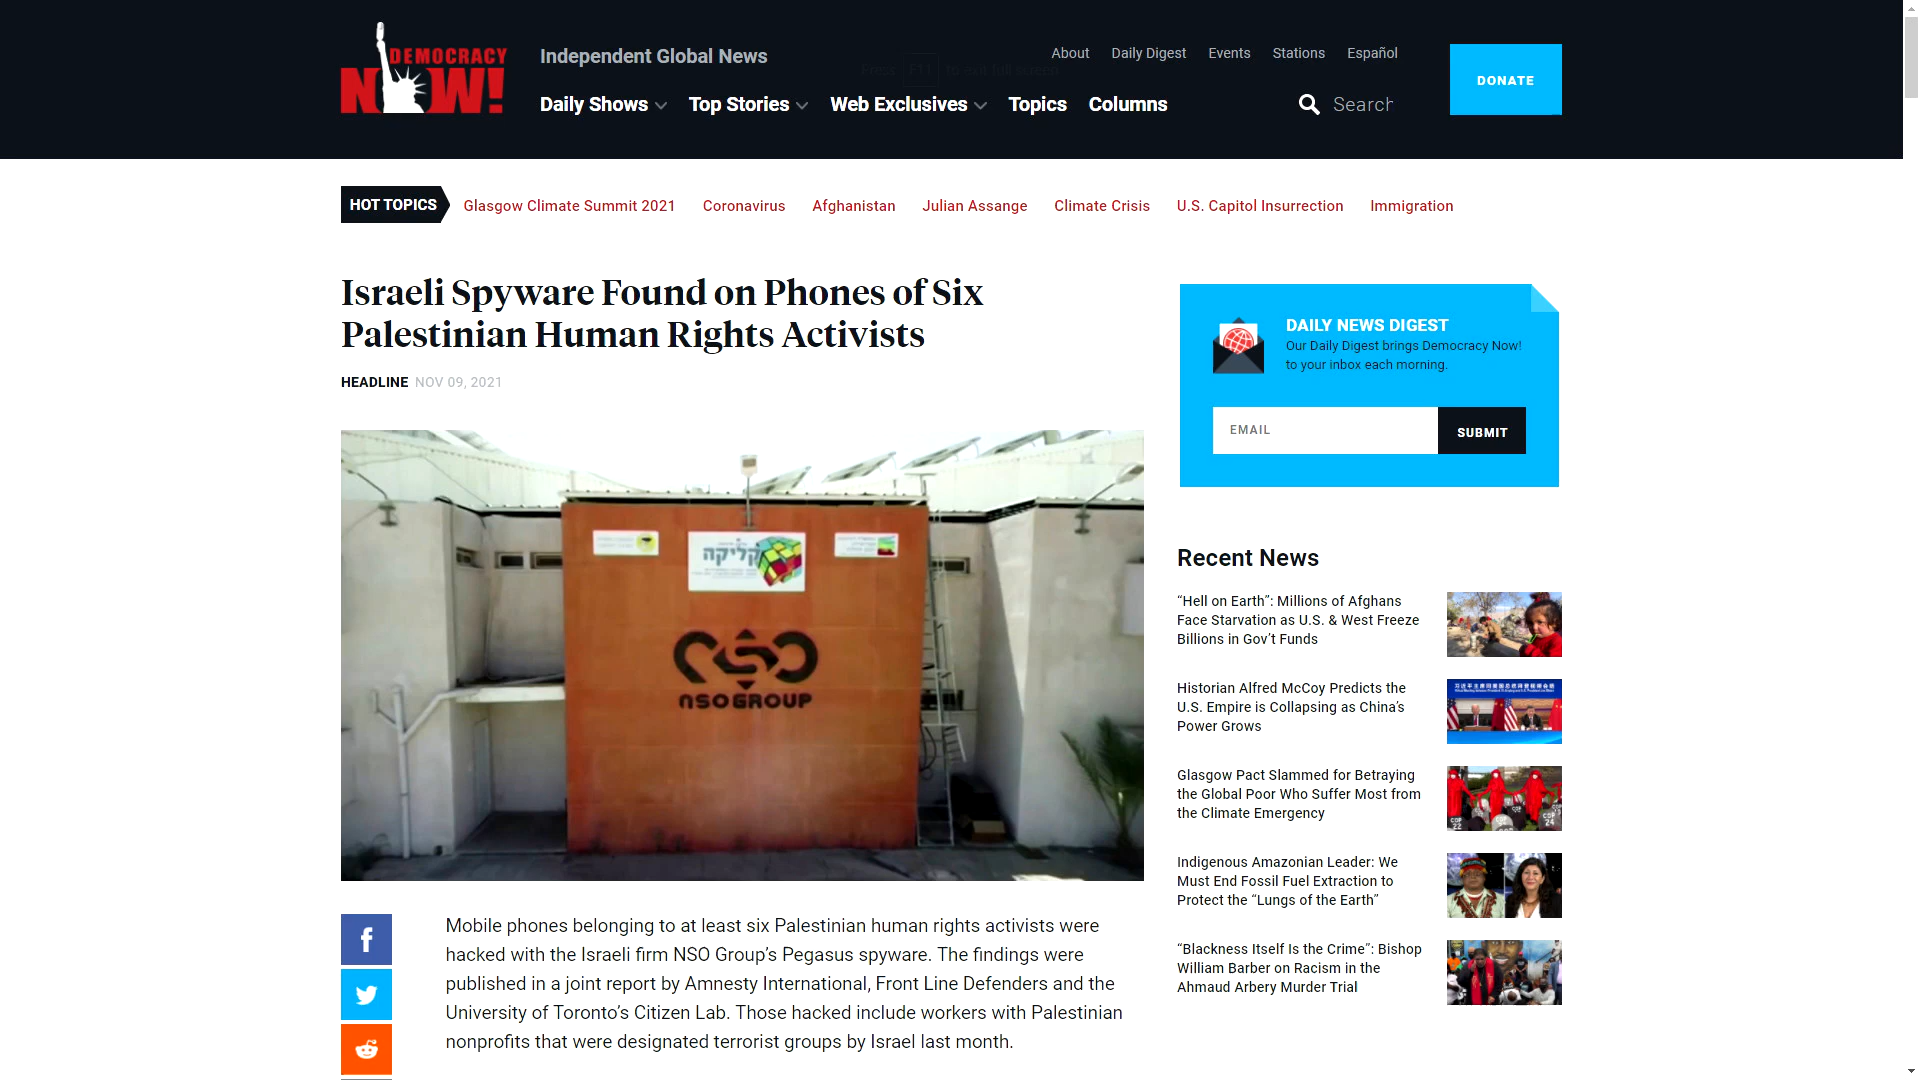 DEMOCRACY
NOW!
Independent Global News
About Daily Digest Events Stations Español
Daily Shows Top Stories Web Exclusives Topics Columns
Search
DONATE
HOT TOPICS
Glasgow Climate Summit 2021 Coronavirus Afghanistan Julian Assange Climate Crisis U.S. Capitol Insurrection Immigration
Israeli Spyware Found on Phones of Six
Palestinian Human Rights Activists
HEADLINE NOV 09, 2021
קליקה
NSO GROUP
Mobile phones belonging to at least six Palestinian human rights activists were
hacked with the Israeli firm NSO Group’s Pegasus spyware. The findings were
published in a joint report by Amnesty International, Front Line Defenders and the
University of Toronto’s Citizen Lab. Those hacked include workers with Palestinian
nonprofits that were designated terrorist groups by Israel last month.
DAILY NEWS DIGEST
Our Daily Digest brings Democracy Now!
to your inbox each morning.
EMAIL
SUBMIT
Recent News
“Hell on Earth”: Millions of Afghans
Face Starvation as U.S. & West Freeze
Billions in Gov’t Funds
Historian Alfred McCoy Predicts the
U.S. Empire is Collapsing as China’s
Power Grows
Glasgow Pact Slammed for Betraying
the Global Poor Who Suffer Most from
the Climate Emergency
COP
22
COP
24
Indigenous Amazonian Leader: We
Must End Fossil Fuel Extraction to
Protect the “Lungs of the Earth”
“Blackness Itself Is the Crime”: Bishop
William Barber on Racism in the
Ahmaud Arbery Murder Trial